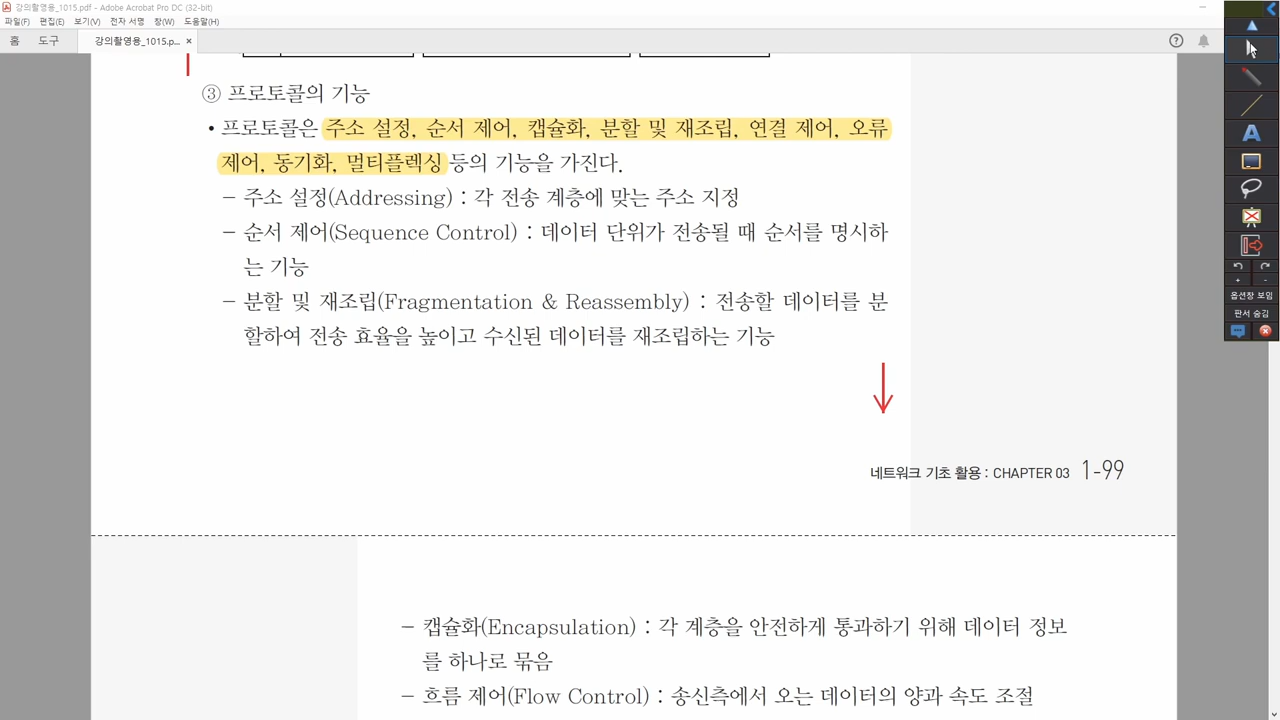 강의촬영용_1015.pdf - Adobe Acrobat Pro DC (32-bit)
파일(F) 편집(E) 보기(V) 전자 서명 창(W) 도움말(H)
홈 도구 강의촬영용_1015.p... ×
③ 프로토콜의 기능
• 프로토콜은 주소 설정, 순서 제어, 캡슐화, 분할 및 재조립, 연결 제어, 오류
제어, 동기화, 멀티플렉싱 등의 기능을 가진다.
– 주소 설정(Addressing) : 각 전송 계층에 맞는 주소 지정
– 순서 제어(Sequence Control) : 데이터 단위가 전송될 때 순서를 명시하
는 기능
– 분할 및 재조립(Fragmentation & Reassembly) : 전송할 데이터를 분
할하여 전송 효율을 높이고 수신된 데이터를 재조립하는 기능
네트워크 기초 활용 : CHAPTER 03 1-99
– 캡슐화(Encapsulation) : 각 계층을 안전하게 통과하기 위해 데이터 정보
를 하나로 묶음
– 흐름 제어(Flow Control) : 송신측에서 오는 데이터의 양과 속도 조절
A
+ -
옵션창 보임
판서 숨김